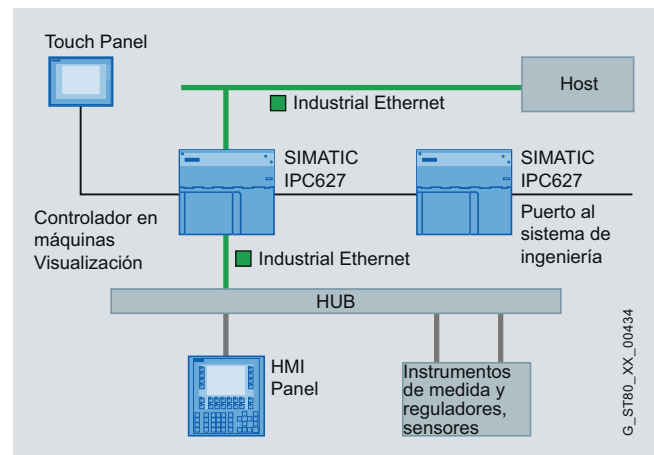 Touch Panel
Host
Industrial Ethernet
SIMATIC
IPC627
SIMATIC
IPC627
Controlador en
máquinas
Visualización
Puerto al
sistema de
ingeniería
Industrial Ethernet
HUB
HMI
Panel
Instrumentos
de medida y
reguladores,
sensores
G_ST80_XX_00434